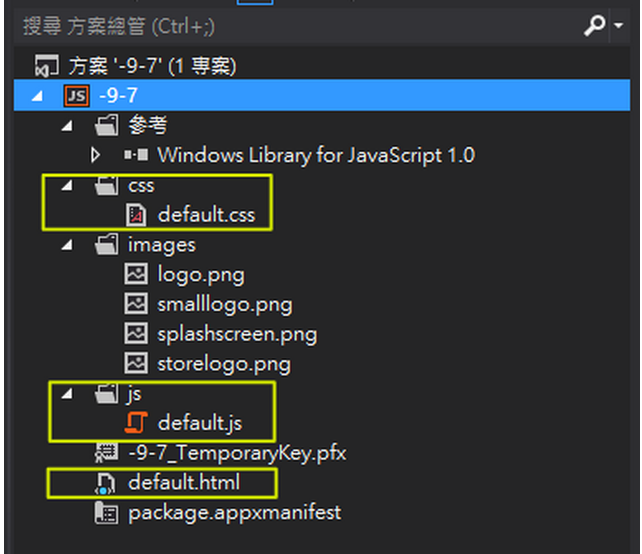 搜尋 方案總管 (Ctrl+;)
方案 '-9-7' (1 專案)
JS -9-7
參考
Windows Library for JavaScript 1.0
css
default.css
images
logo.png
smalllogo.png
splashscreen.png
storelogo.png
js
default.js
-9-7_TemporaryKey.pfx
default.html
package.appxmanifest